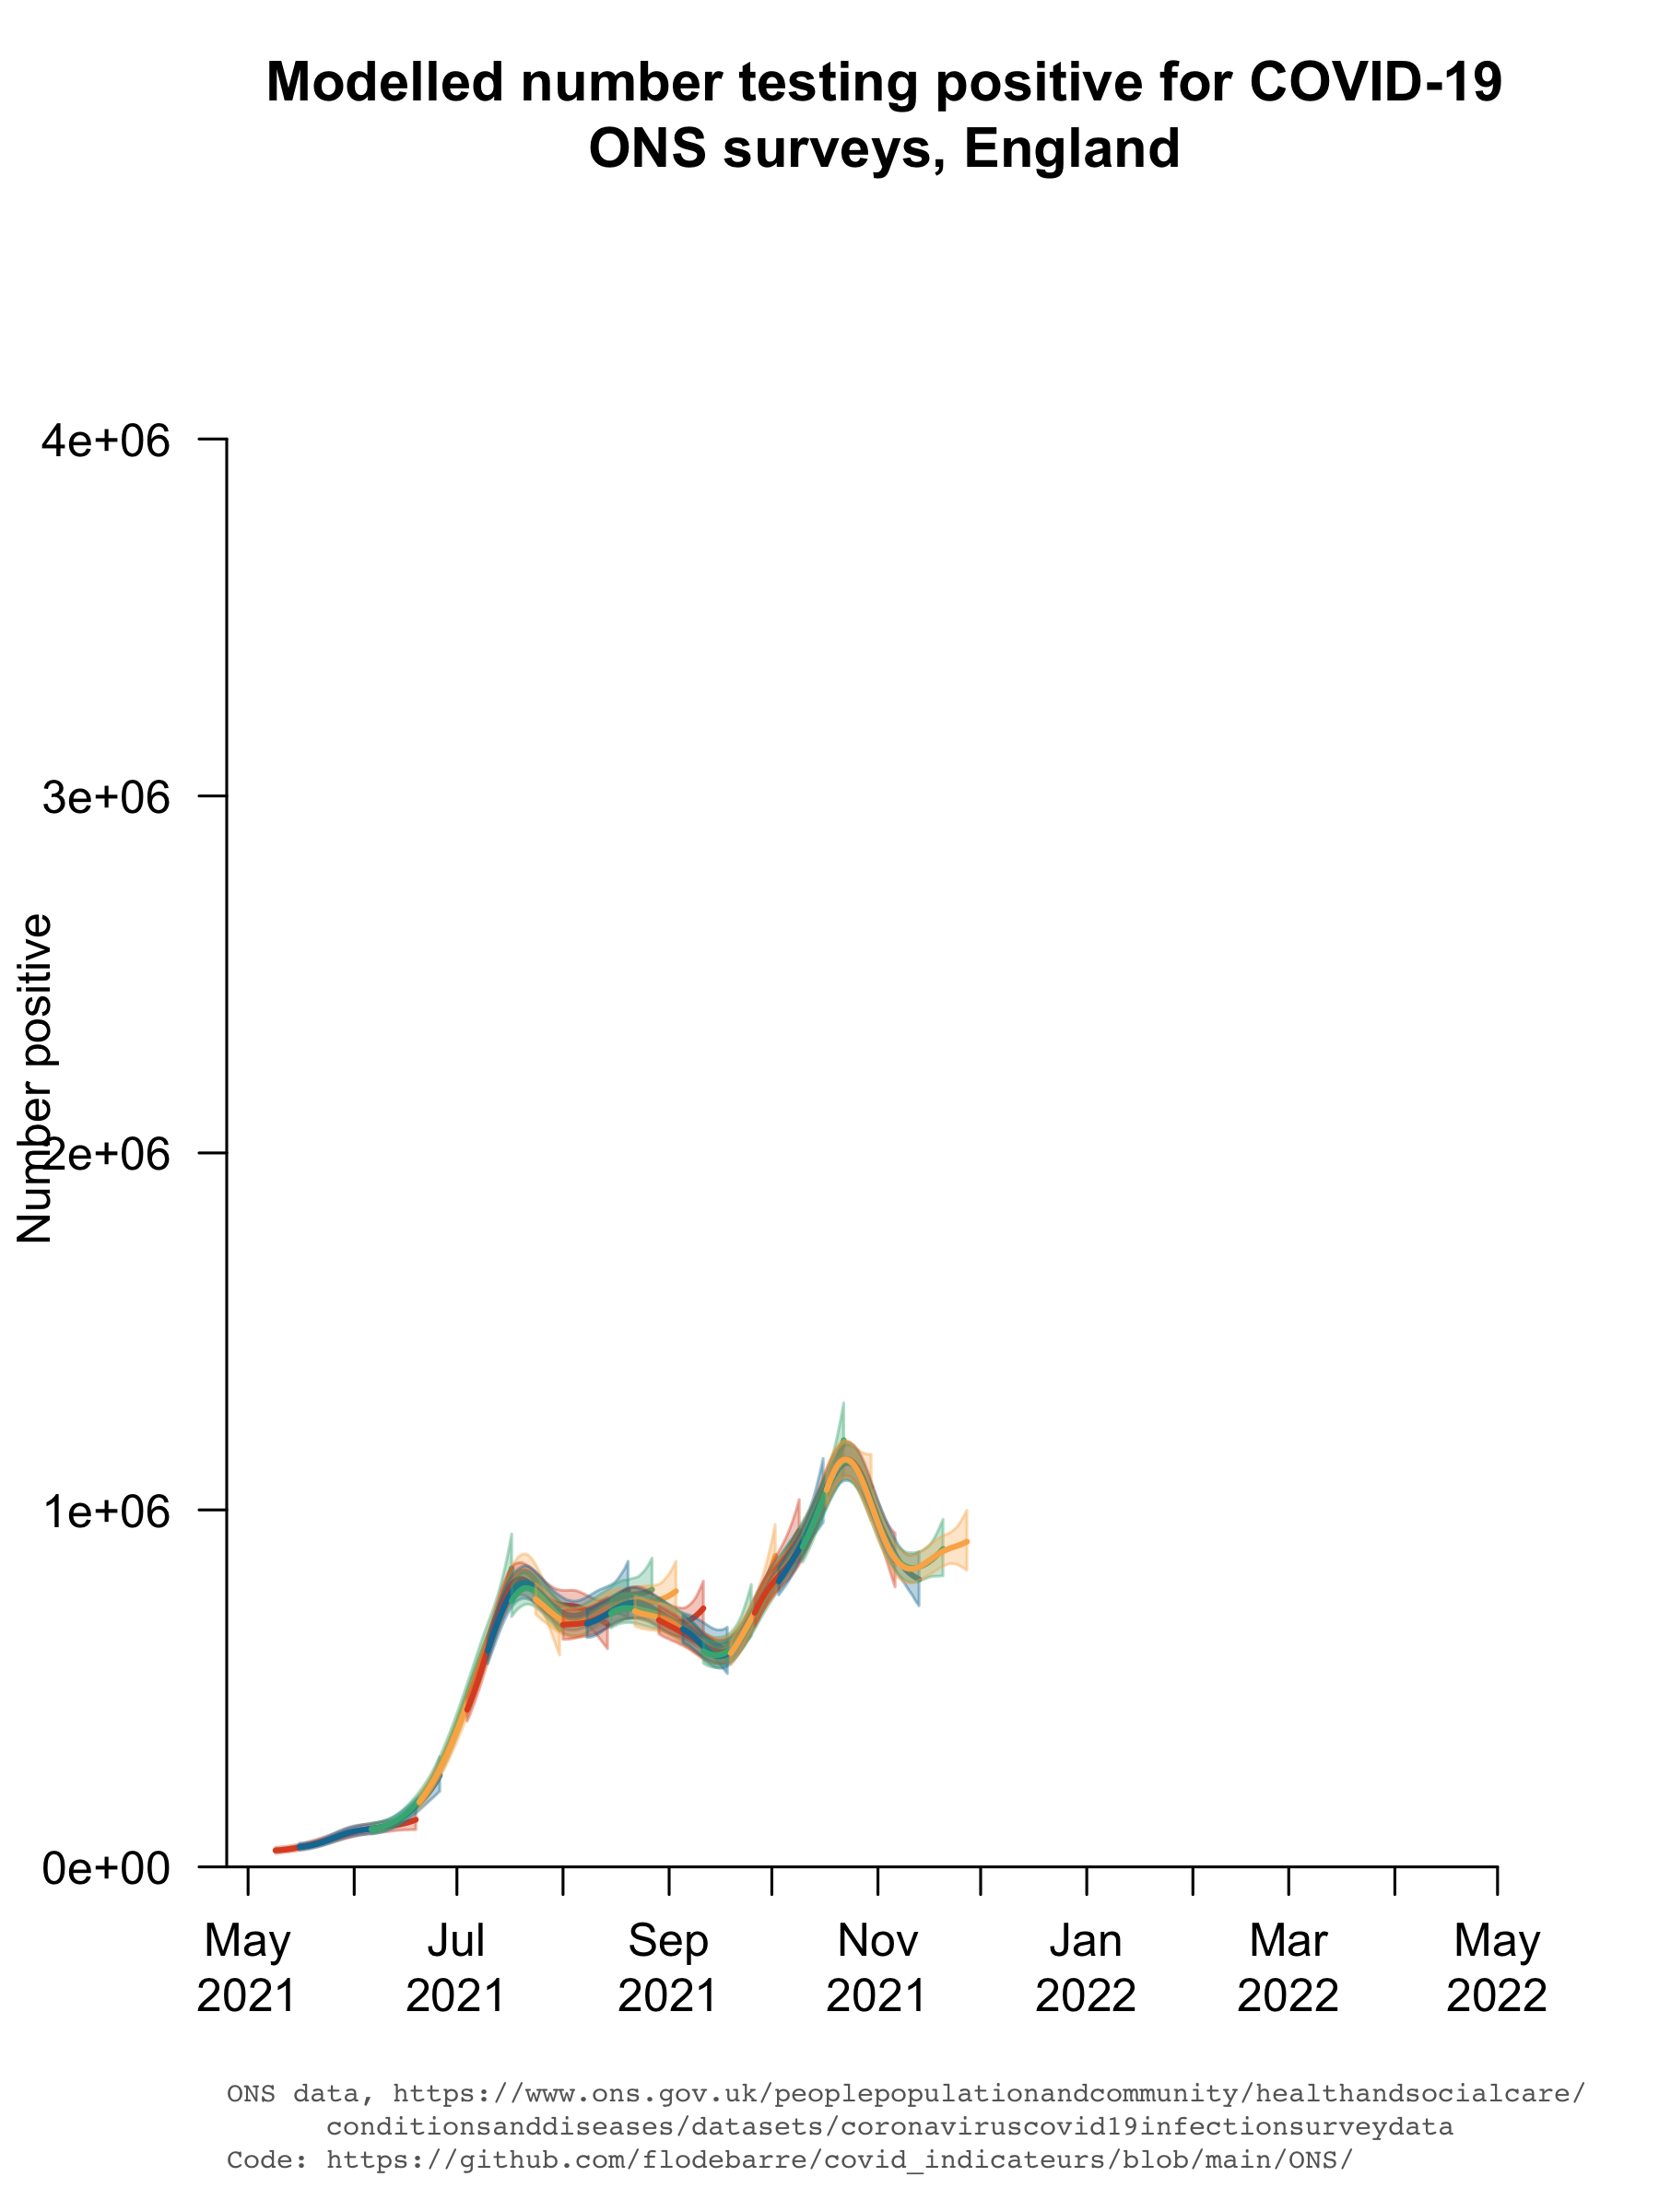 Modelled number testing positive for COVID-19
ONS surveys, England
4e+06
3e+06
Number positive
2e+06
1e+06
0e+00
May Jul Sep Nov Jan Mar May
2021 2021 2021 2021 2022 2022 2022
ONS data, https://www.ons.gov.uk/peoplepopulationandcommunity/healthandsocialcare/
conditionsanddiseases/datasets/coronaviruscovid19infectionsurveydata
Code: https://github.com/flodebarre/covid_indicateurs/blob/main/ONS/